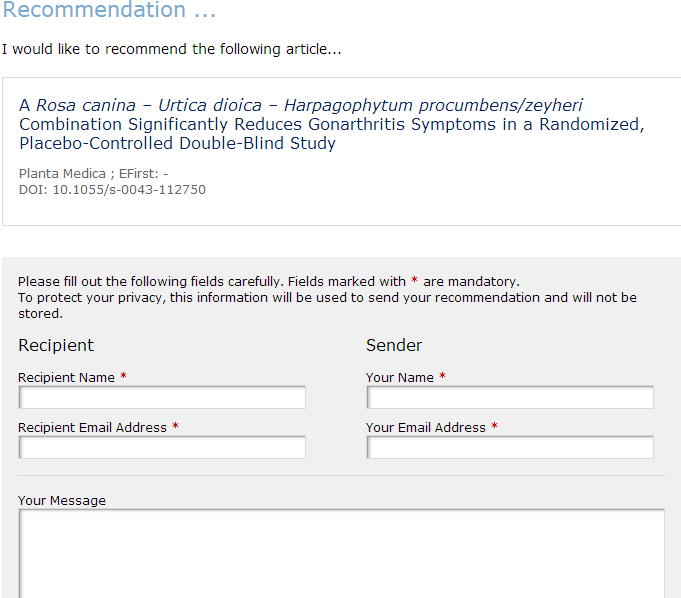 Recommendation ...
I would like to recommend the following article...
A Rosa canina – Urtica dioica – Harpagophytum procumbens/zeyheri
Combination Significantly Reduces Gonarthritis Symptoms in a Randomized,
Placebo-Controlled Double-Blind Study
Planta Medica ; EFirst: -
DOI: 10.1055/s-0043-112750
Please fill out the following fields carefully. Fields marked with * are mandatory.
To protect your privacy, this information will be used to send your recommendation and will not be
stored.
Recipient
Recipient Name *
Recipient Email Address *
Sender
Your Name *
Your Email Address *
Your Message